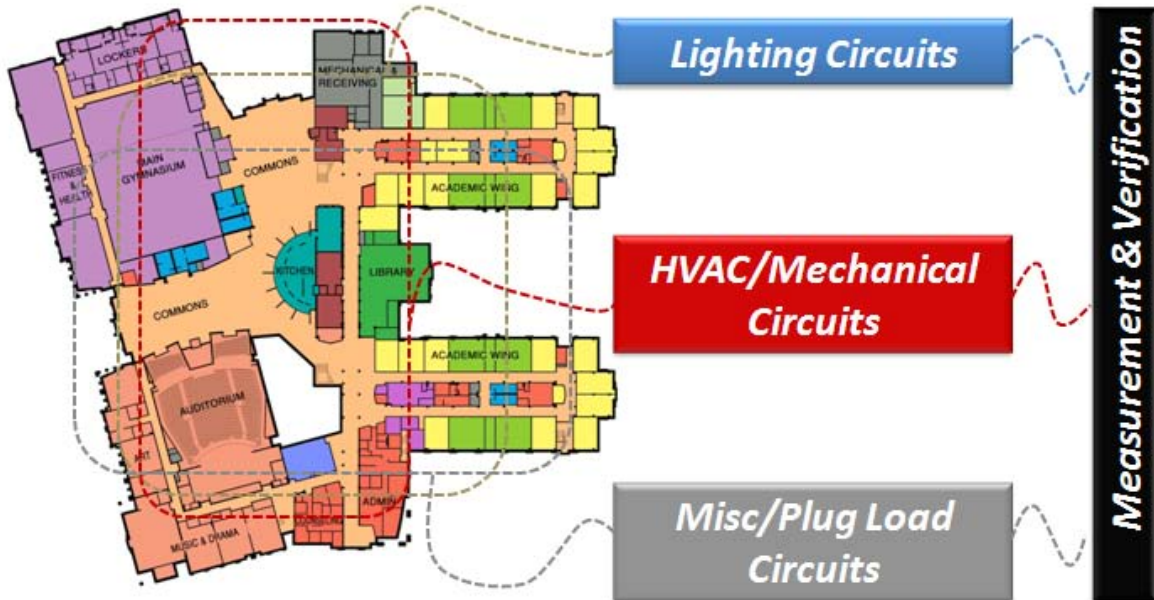 LOCKERS
MECHANICAL &
RECEIVING
MAIN
GYMNASIUM
FITNESS
&
HEALTH
COMMONS
ACADEMIC WING
KITCHEN
LIBRARY
COMMONS
ACADEMIC WING
AUDITORIUM
ART
ADMIN
MUSIC & DRAMA
Lighting Circuits
HVAC/Mechanical
Circuits
Misc/Plug Load
Circuits
Measurement & Verification